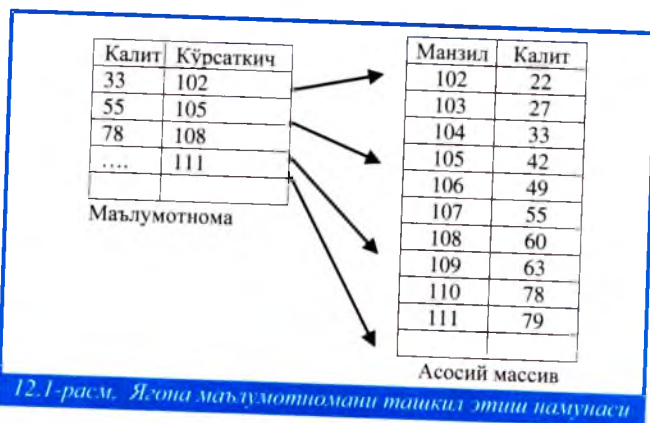 Калит Кўрсаткич
33 102
55 105
78 108
.... 111
Маълумотнома
Манзил Калит
102 22
103 27
104 33
105 42
106 49
107 55
108 60
109 63
110 78
111 79
Асосий массив
12.1-расм. Ягона маълумотномани ташкил этиш намунаси